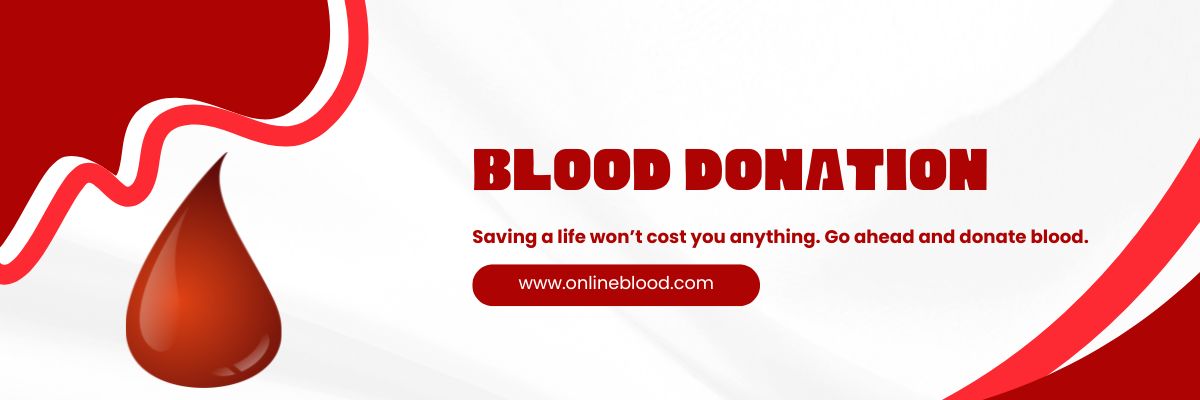 BLOOD DONATION
Saving a life won’t cost you anything. Go ahead and donate blood.
www.onlineblood.com